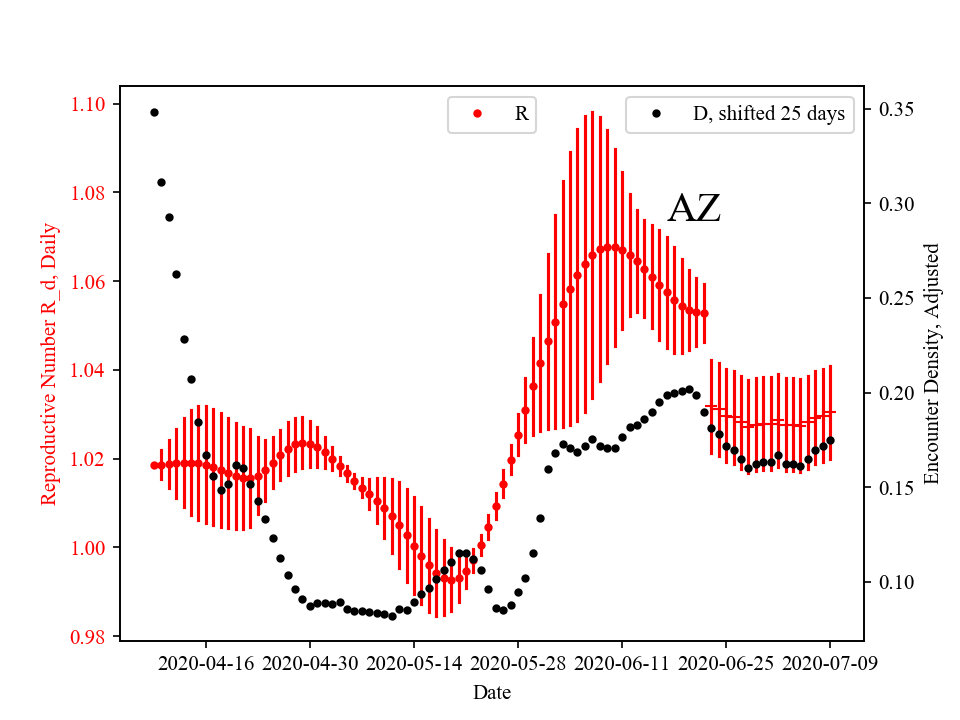 R
D, shifted 25 days
AZ
Reproductive Number R_d, Daily
1.10
1.08
1.06
1.04
1.02
1.00
0.98
0.35
0.30
0.25
0.20
0.15
0.10
Encounter Density, Adjusted
2020-04-16 2020-04-30 2020-05-14 2020-05-28 2020-06-11 2020-06-25 2020-07-09
Date